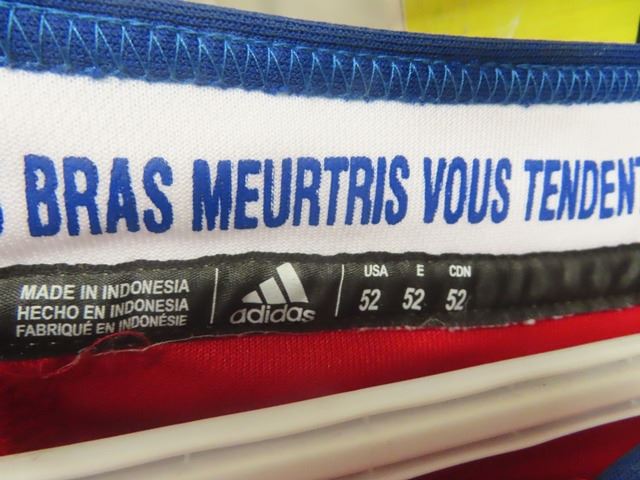 BRAS MEURTRIS VOUS TENDENT
MADE IN INDONESIA
HECHO EN INDONESIA
FABRIQUÉ EN INDONÉSIE
adidas
USA E CDN
52 52 52